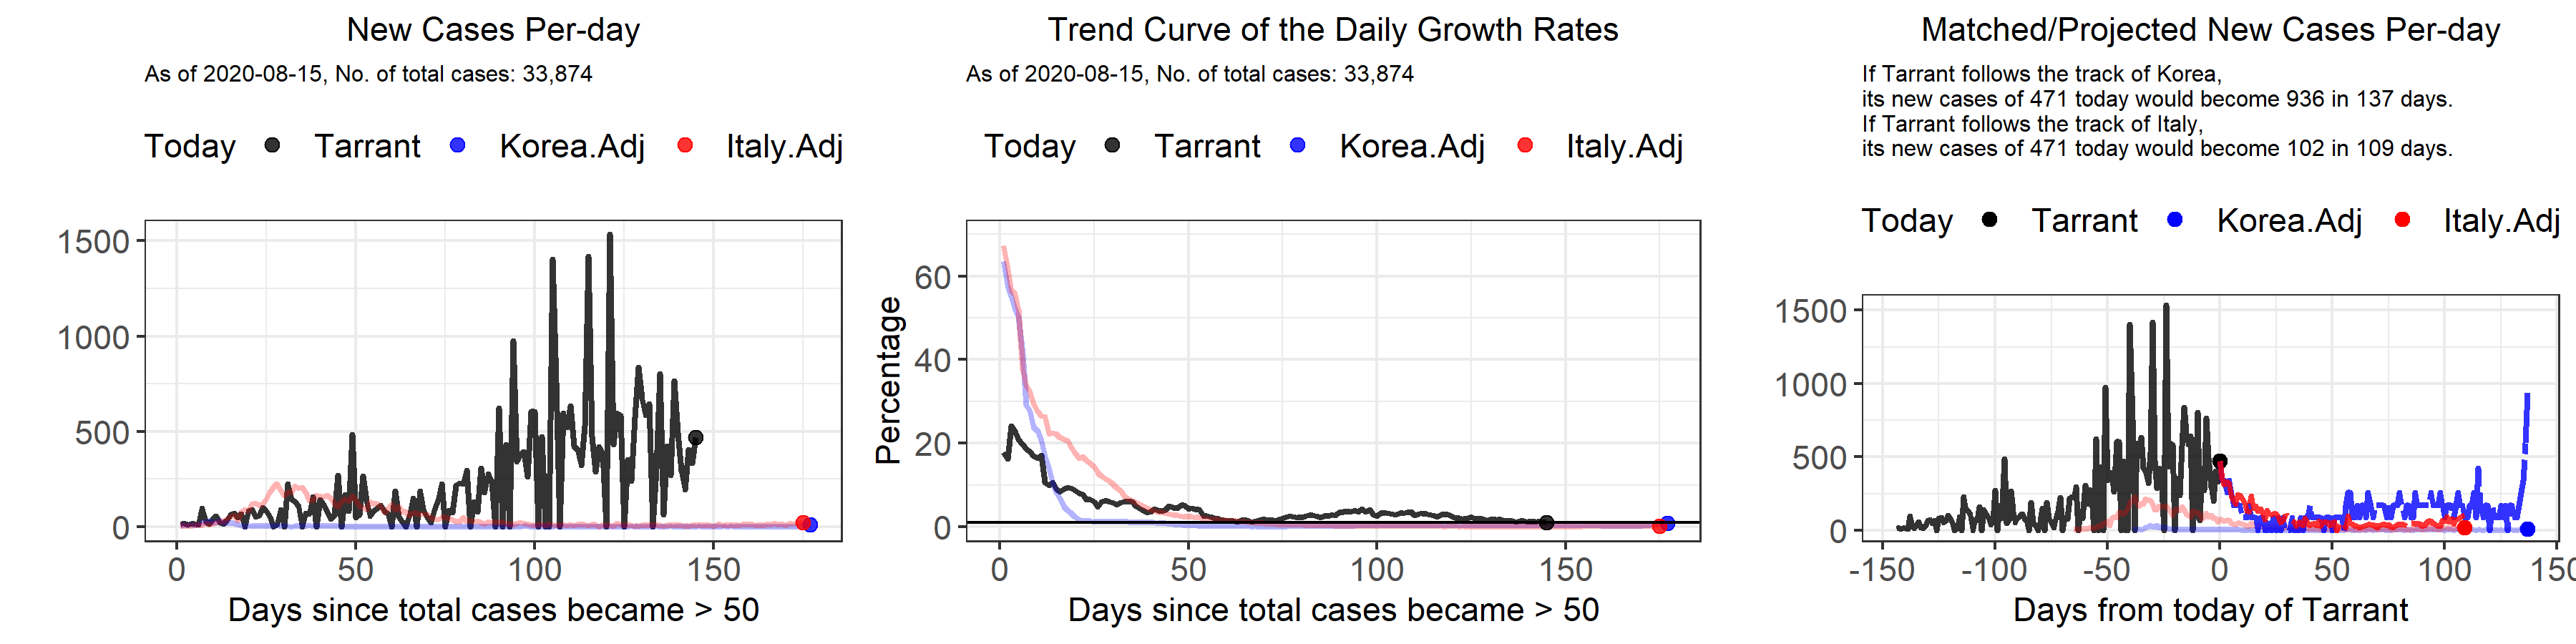 New Cases Per-day
As of 2020-08-15, No. of total cases: 33,874
Today Tarrant Korea.Adj Italy.Adj
1500
1000
500
0
0 50 100 150
Days since total cases became > 50
Trend Curve of the Daily Growth Rates
As of 2020-08-15, No. of total cases: 33,874
Today Tarrant Korea.Adj Italy.Adj
Percentage
60
40
20
0
0 50 100 150
Days since total cases became > 50
Matched/Projected New Cases Per-day
If Tarrant follows the track of Korea,
its new cases of 471 today would become 936 in 137 days.
If Tarrant follows the track of Italy,
its new cases of 471 today would become 102 in 109 days.
Today Tarrant Korea.Adj Italy.Adj
1500
1000
500
0
-150 -100 -50 0 50 100 150
Days from today of Tarrant